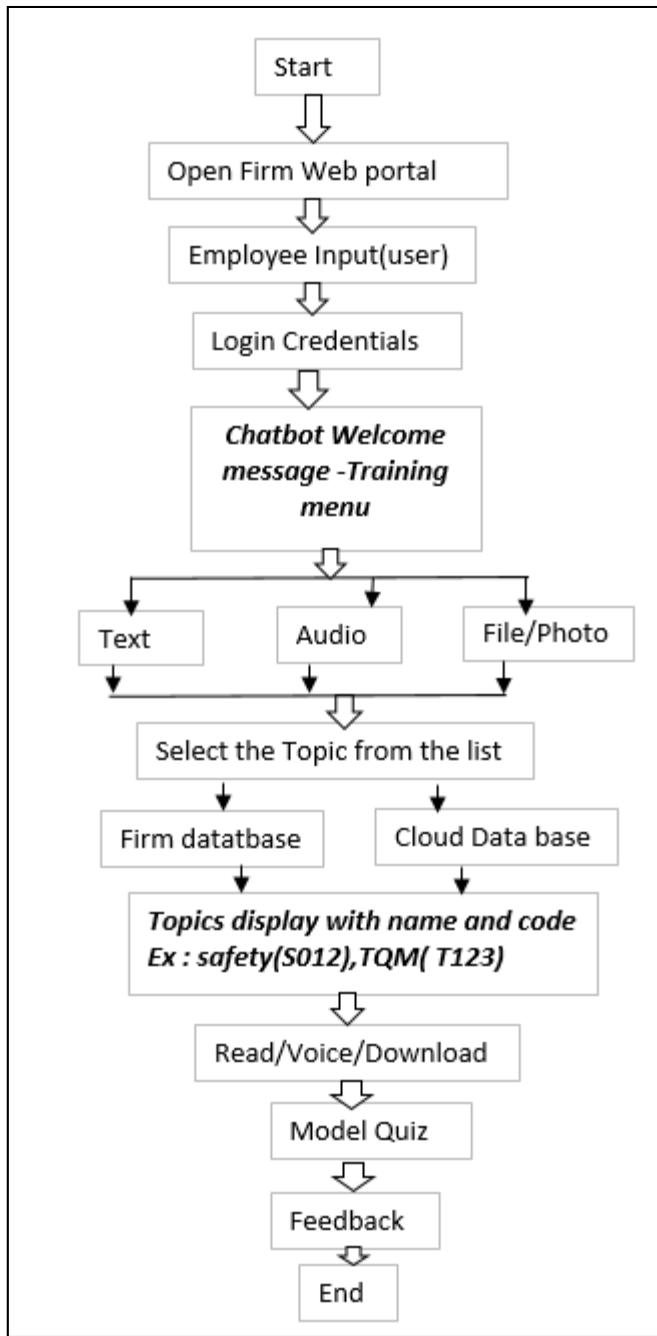 Start
Open Firm Web portal
Employee Input(user)
Login Credentials
Chatbot Welcome
message -Training
menu
Text
Audio
File/Photo
Select the Topic from the list
Firm datatbase
Cloud Data base
Topics display with name and code
Ex : safety(S012),TQM( T123)
Read/Voice/Download
Model Quiz
Feedback
End